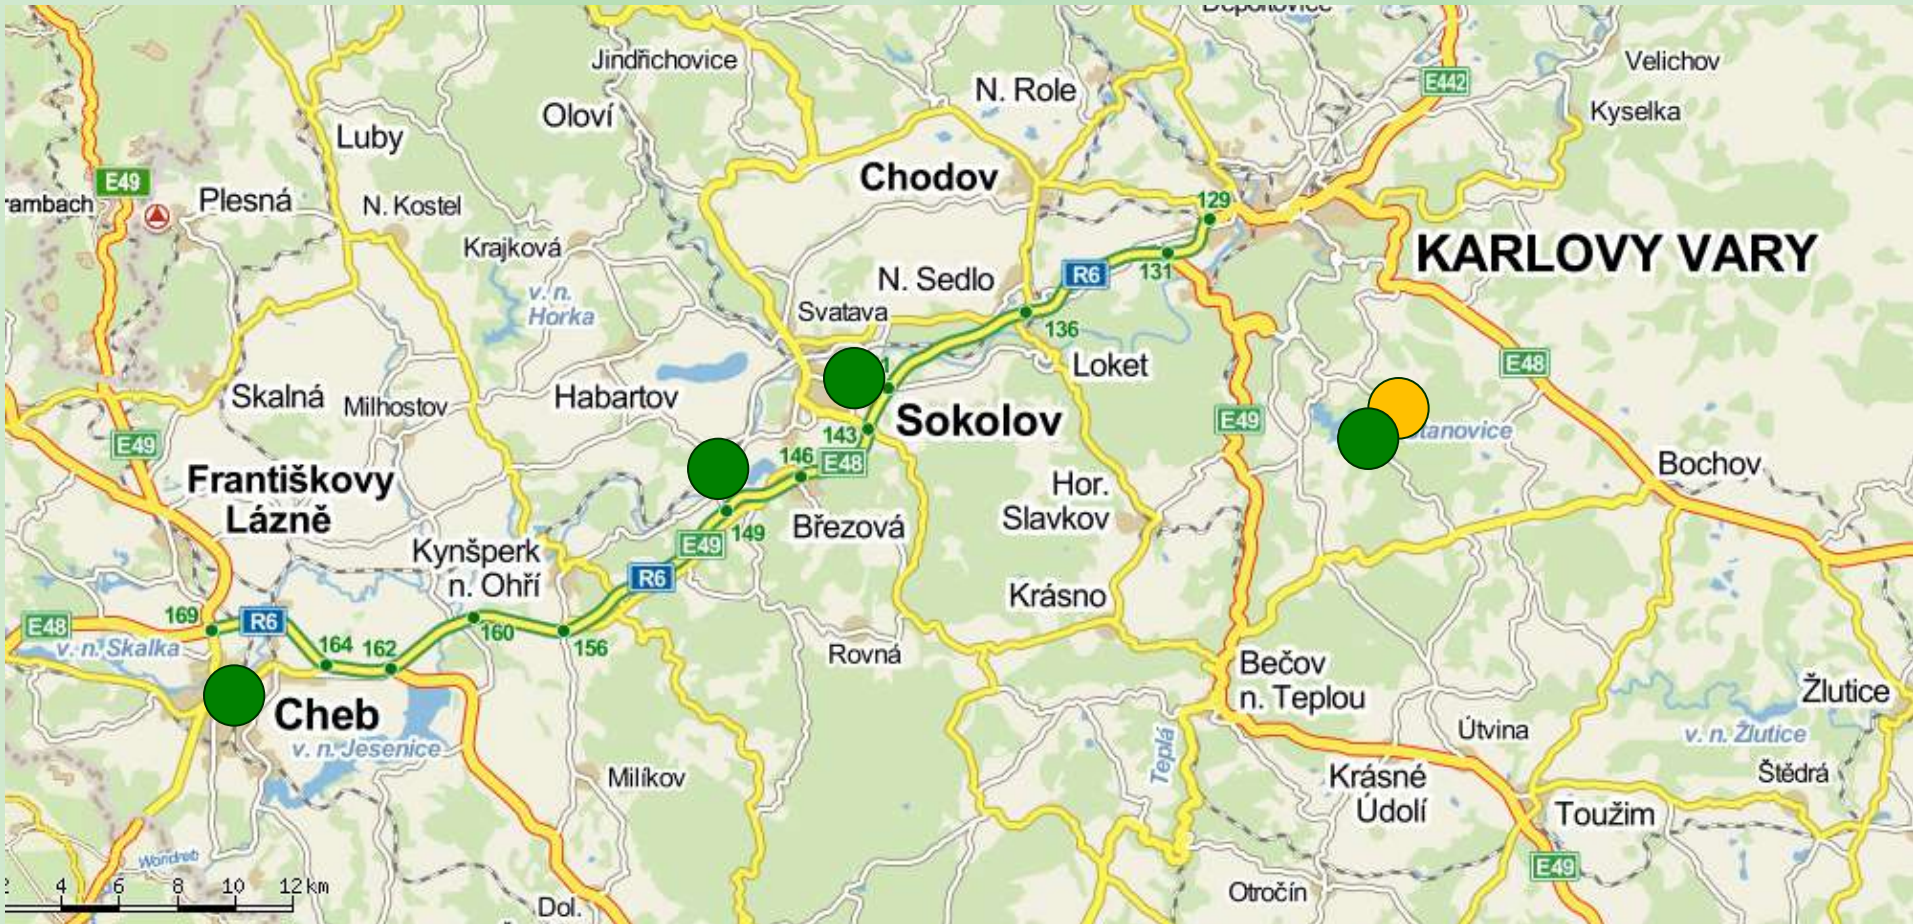 Jindřichovice
Velichov
E442
N. Role
Kyselka
Oloví
Luby
E49
Plesná
Chodov
rambach
N. Kostel
129
Krajková
KARLOVY VARY
R6
131
N. Sedlo
v. n.
Horka
Svatava
136
Loket
E48
Skalná
Milhostov
Habartov
Sokolov
E49
143
E49
146
E48
Bochov
Františkovy
Lázně
Hor.
Slavkov
Březová
149
E49
Kynšperk
n. Ohří
R6
Krásno
169
R6
E48
160
156
v. n. Skalka
164
162
Rovná
Bečov
n. Teplou
Žlutice
Cheb
v. n. Jesenice
Útvina
v. n. Žlutice
Teplá
Milíkov
Krásné
Údolí
Štědrá
Toužim
Wondreb
E49
4
6
8
10
12 km
Otročín
Dol.